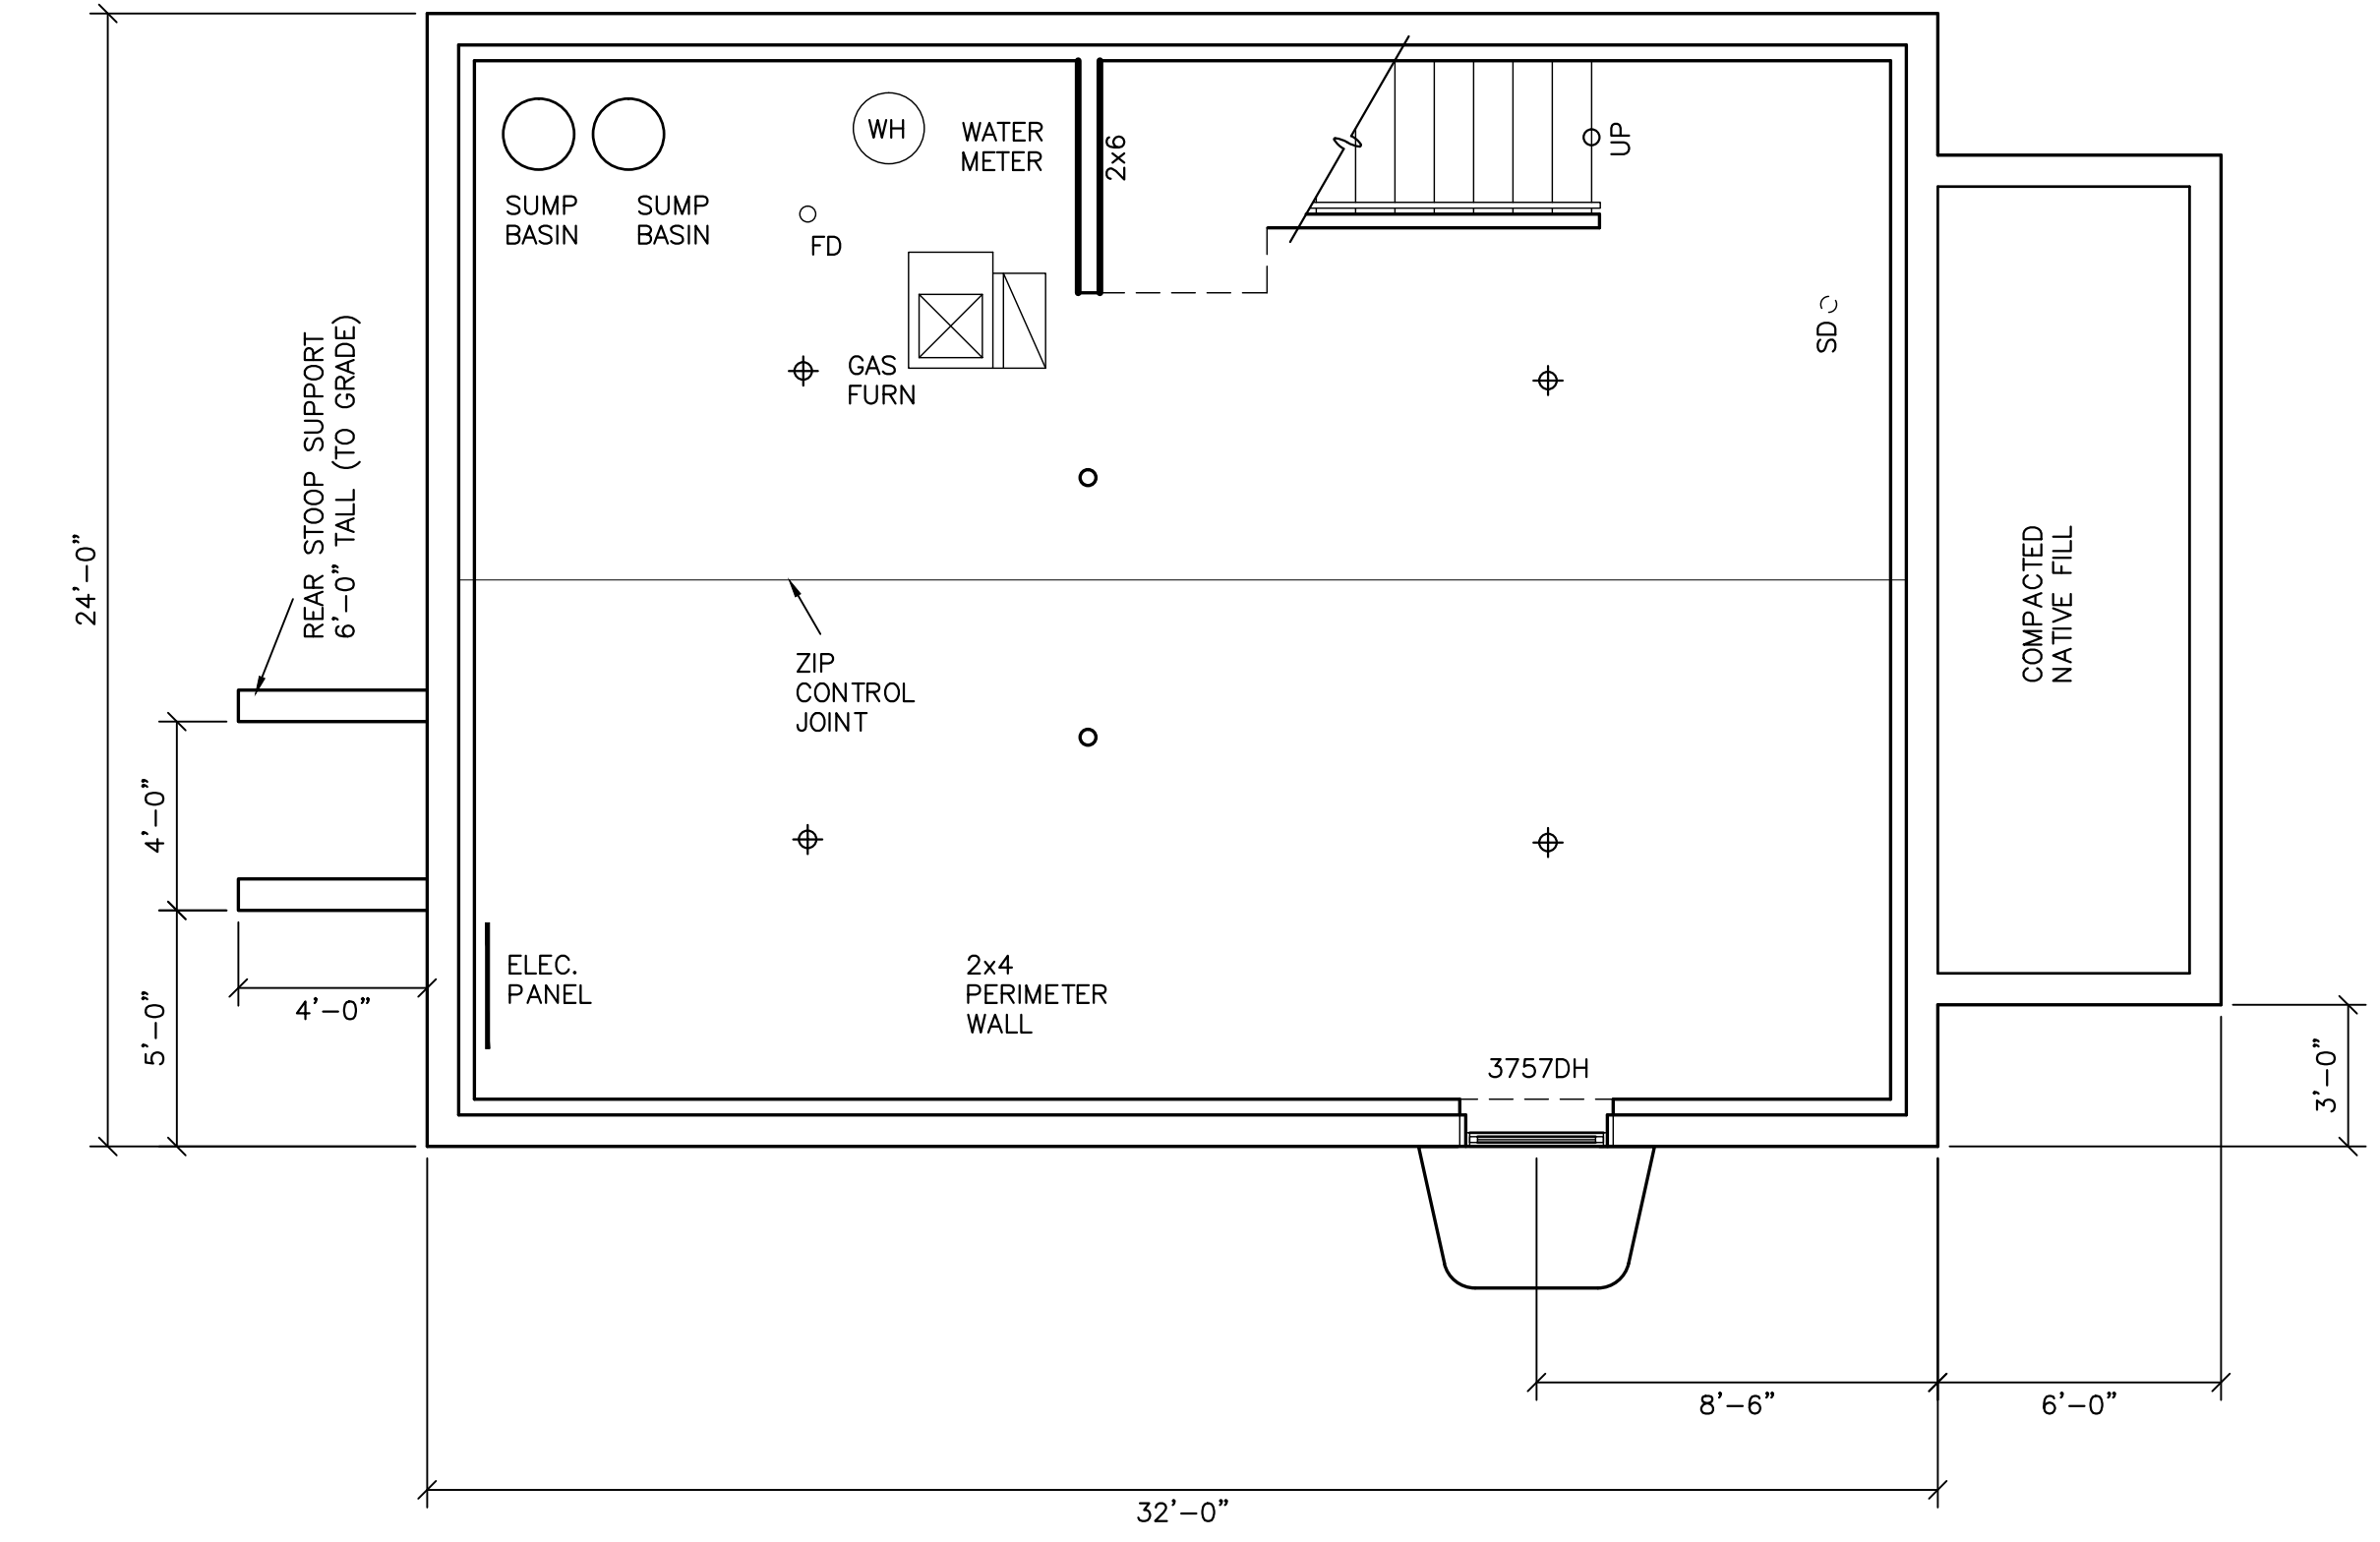 WH
WATER
METER
2x6
UP
SUMP
BASIN
SUMP
BASIN
FD
SD
GAS
FURN
REAR STOOP SUPPORT
6'-0" TALL (TO GRADE)
24'-0"
COMPACTED
NATIVE FILL
ZIP
CONTROL
JOINT
4'-0"
ELEC.
PANEL
2x4
PERIMETER
WALL
4'-0"
5'-0"
3757DH
3'-0"
8'-6"
6'-0"
32'-0"